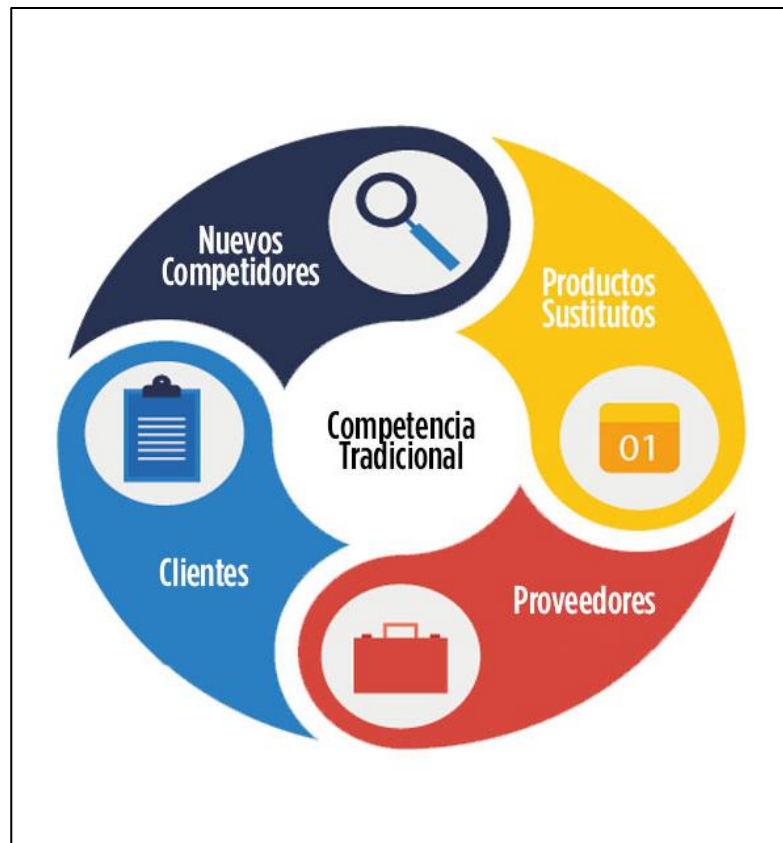 Nuevos
Competidores
Productos
Sustitutos
01
Competencia
Tradicional
Clientes
Proveedores